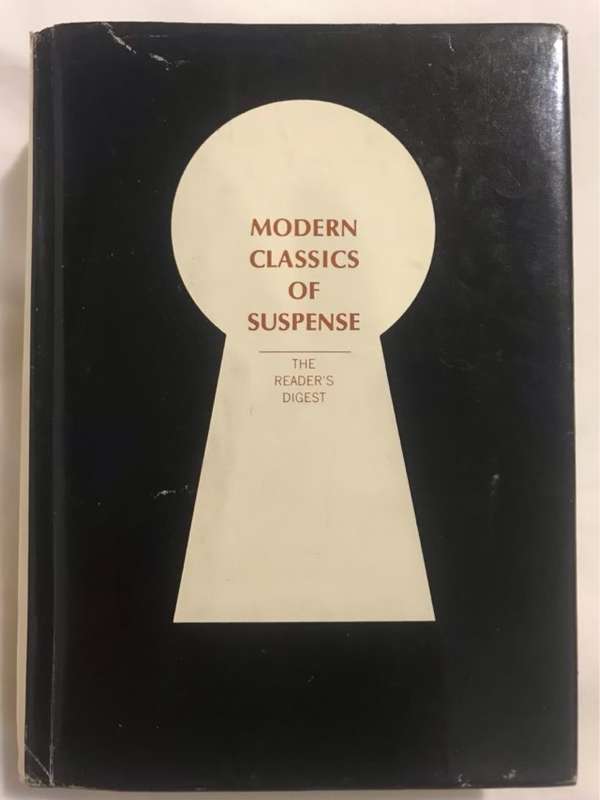 MODERN
CLASSICS
OF
SUSPENSE
THE
READER'S
DIGEST